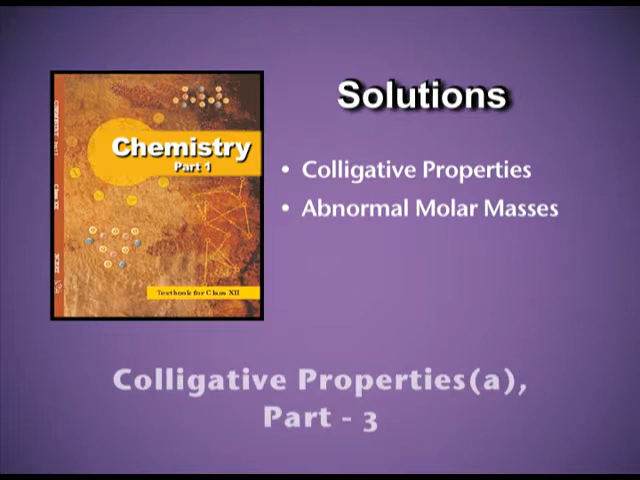 Solutions
Chemistry
Part 1
• Colligative Properties
• Abnormal Molar Masses
Textbook for Class XII
Colligative Properties(a),
Part - 3